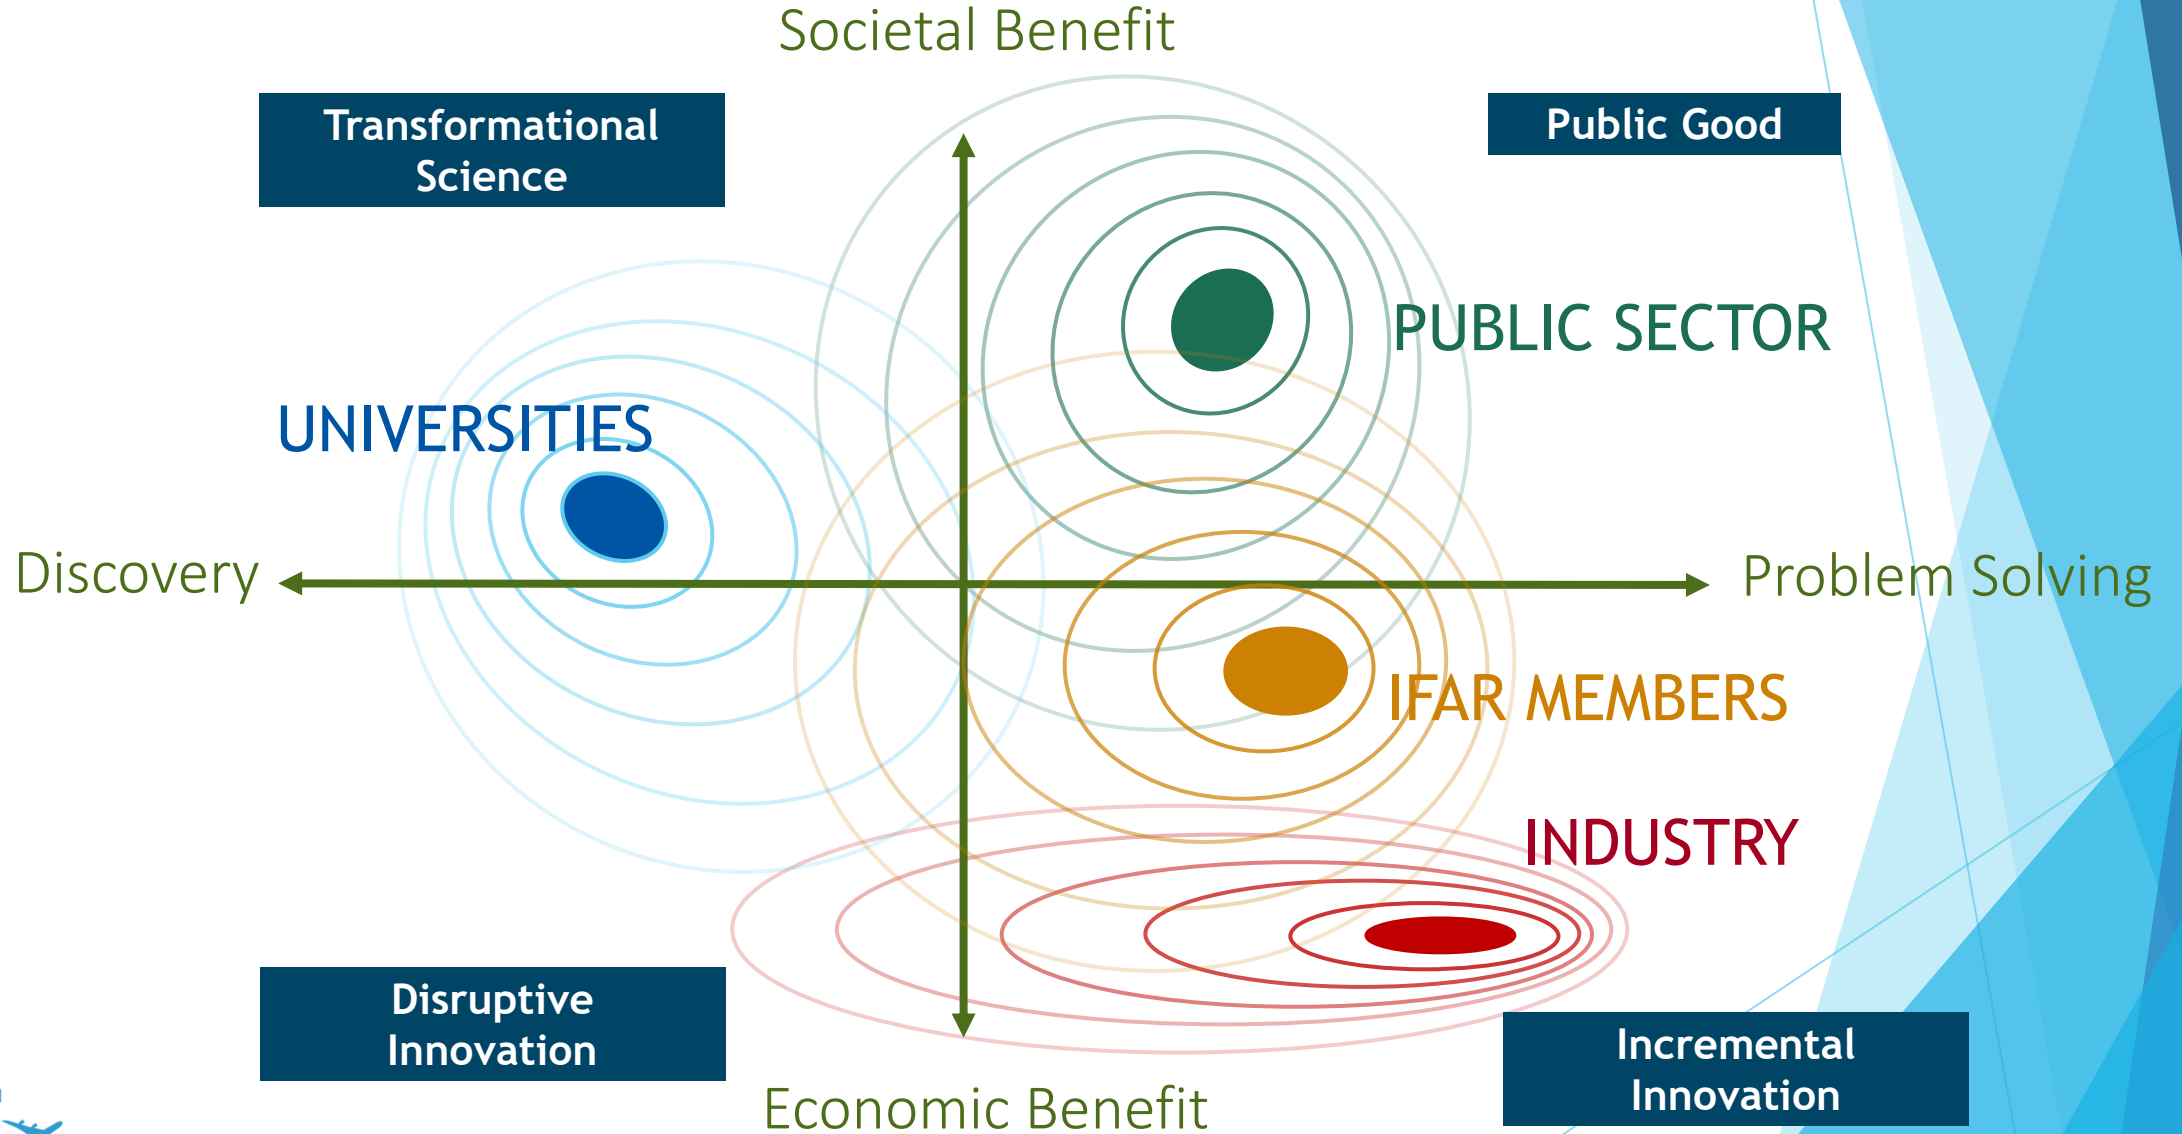 Societal Benefit
Transformational
Science
Public Good
PUBLIC SECTOR
UNIVERSITIES
Discovery
Problem Solving
IFAR MEMBERS
INDUSTRY
Disruptive
Innovation
Incremental
Innovation
Economic Benefit